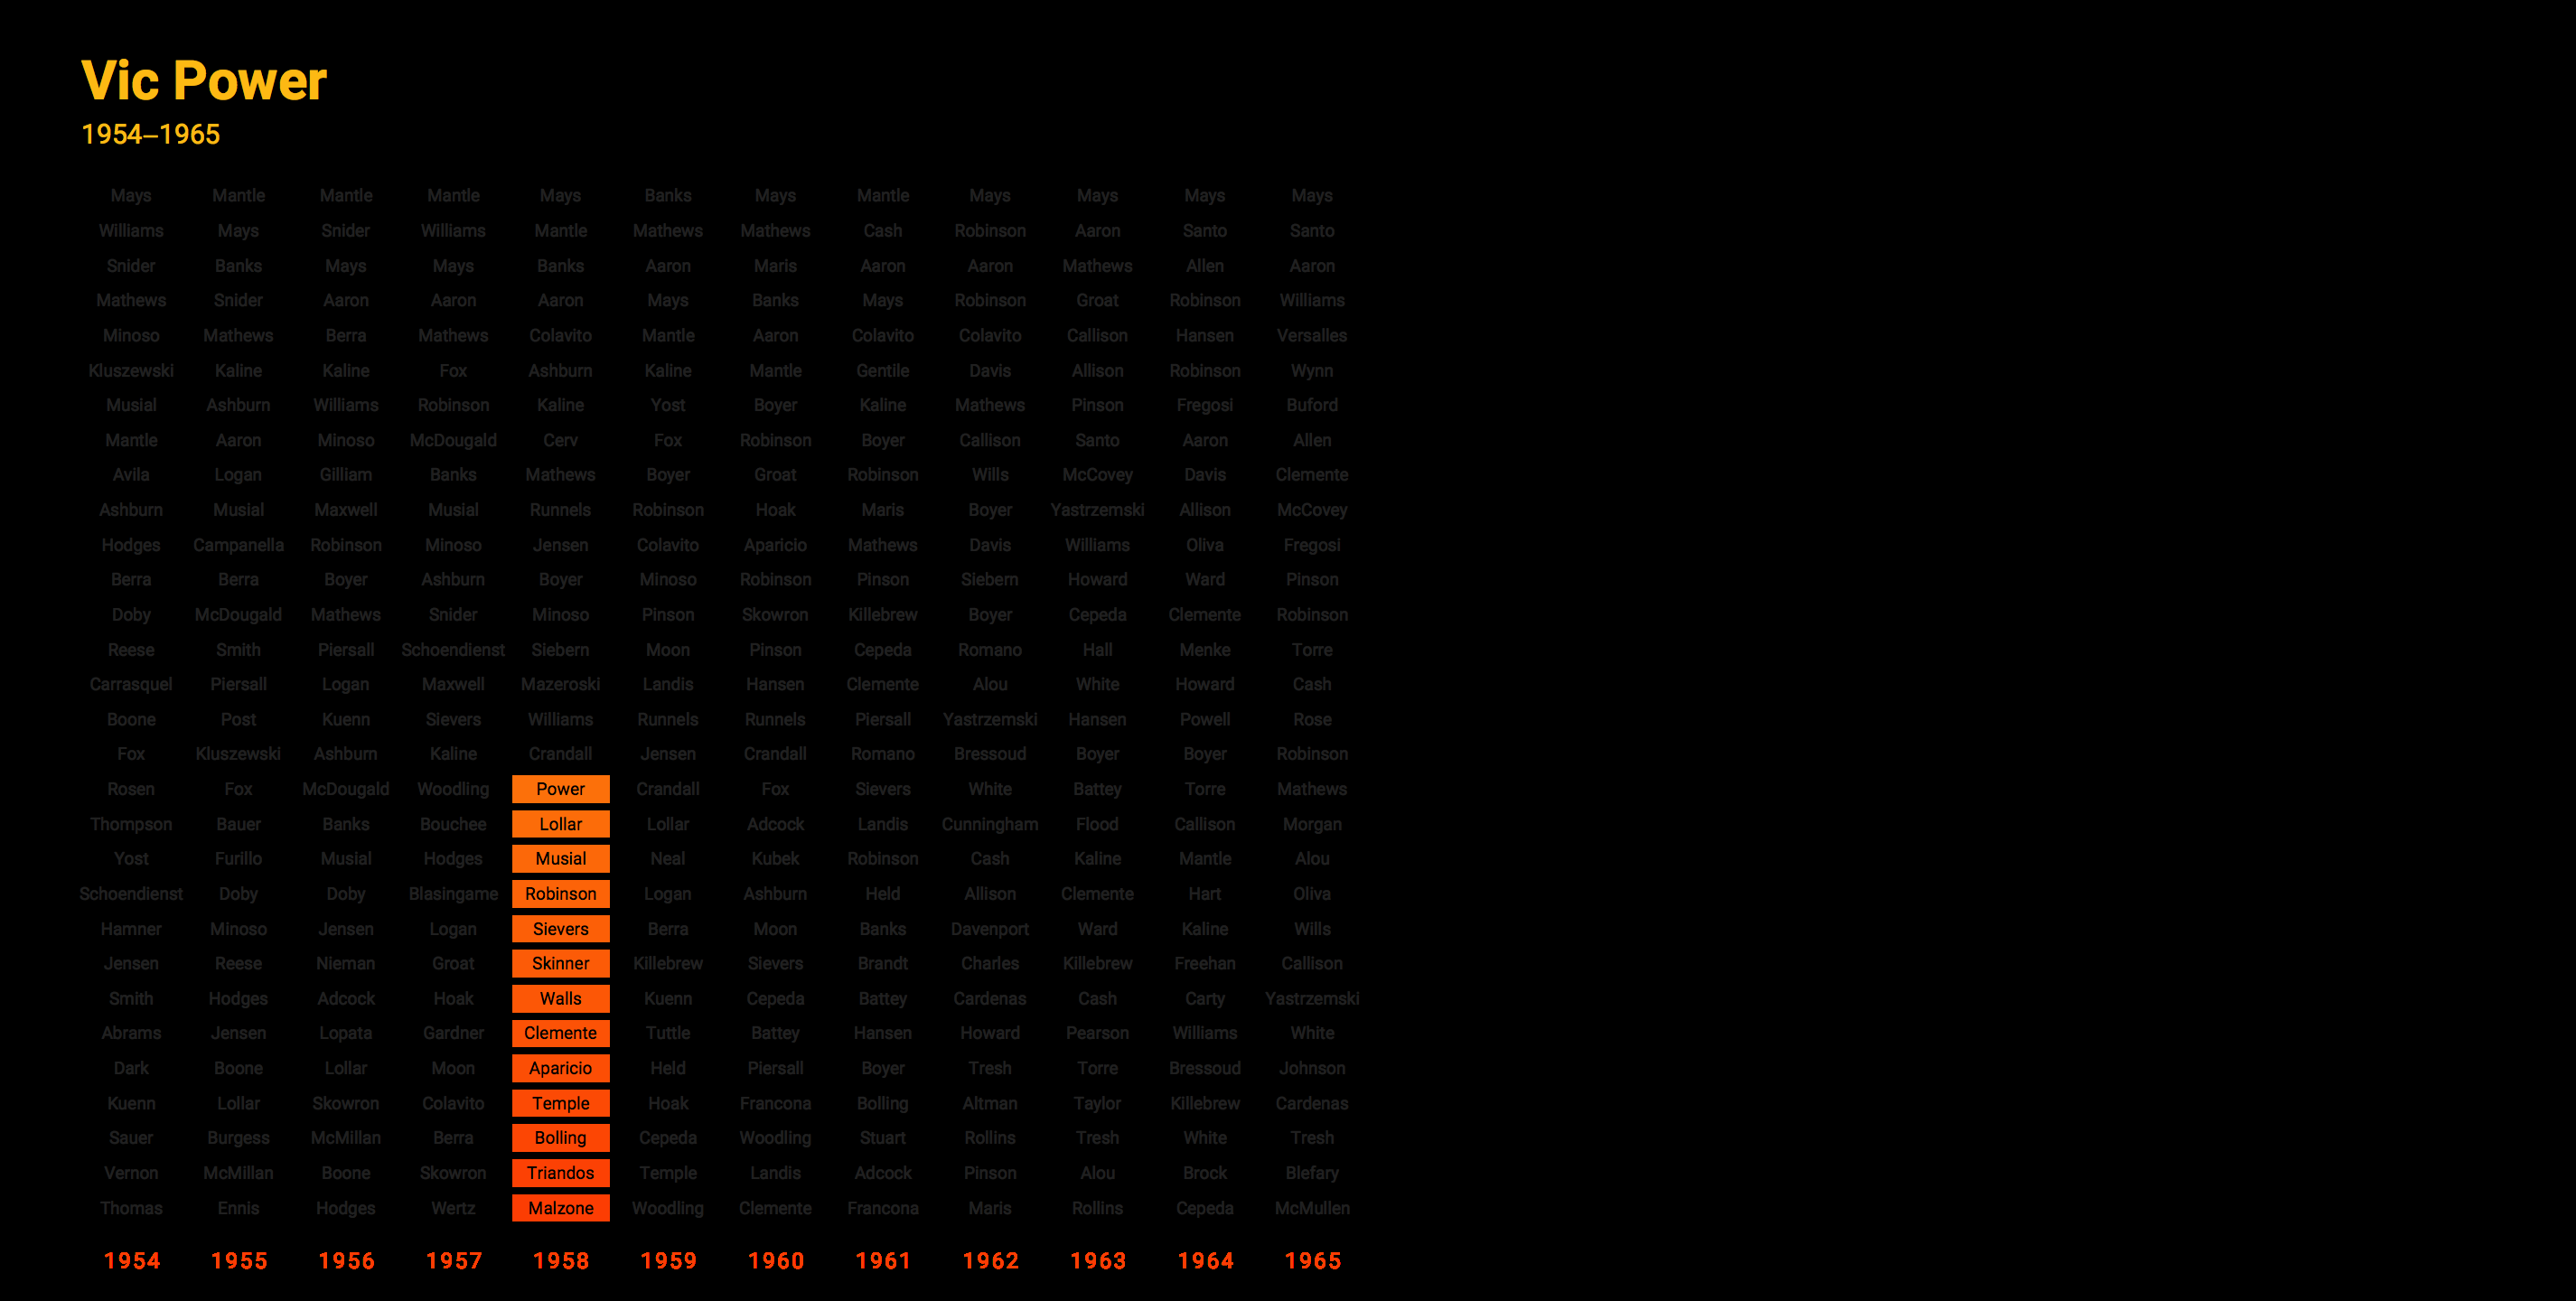 Vic Power
1954–1965
Mays Mantle Mantle Mantle Mays Banks Mays Mantle Mays Mays Mays Mays
Williams Mays Snider Williams Mantle Mathews Mathews Cash Robinson Aaron Santo Santo
Snider Banks Mays Mays Banks Aaron Maris Aaron Aaron Mathews Allen Aaron
Mathews Snider Aaron Aaron Aaron Mays Banks Mays Robinson Groat Robinson Williams
Minoso Mathews Berra Mathews Colavito Mantle Aaron Colavito Colavito Callison Hansen Versalles
Kluszewski Kaline Kaline Fox Ashburn Kaline Mantle Gentile Davis Allison Robinson Wynn
Musial Ashburn Williams Robinson Kaline Yost Boyer Kaline Mathews Pinson Fregosi Buford
Mantle Aaron Minoso McDougald Cerv Fox Robinson Boyer Callison Santo Aaron Allen
Avila Logan Gilliam Banks Mathews Boyer Groat Robinson Wills McCovey Davis Clemente
Ashburn Musial Maxwell Musial Runnels Robinson Hoak Maris Boyer Yastrzemski Allison McCovey
Hodges Campanella Robinson Minoso Jensen Colavito Aparicio Mathews Davis Williams Oliva Fregosi
Berra Berra Boyer Ashburn Boyer Minoso Robinson Pinson Siebern Howard Ward Pinson
Doby McDougald Mathews Snider Minoso Pinson Skowron Killebrew Boyer Cepeda Clemente Robinson
Reese Smith Piersall Schoendienst Siebern Moon Pinson Cepeda Romano Hall Menke Torre
Carrasquel Piersall Logan Maxwell Mazeroski Landis Hansen Clemente Alou White Howard Cash
Boone Post Kuenn Sievers Williams Runnels Runnels Piersall Yastrzemski Hansen Powell Rose
Fox Kluszewski Ashburn Kaline Crandall Jensen Crandall Romano Bressoud Boyer Boyer Robinson
Rosen Fox McDougald Woodling Power Crandall Fox Sievers White Battey Torre Mathews
Thompson Bauer Banks Bouchee Lollar Lollar Adcock Landis Cunningham Flood Callison Morgan
Yost Furillo Musial Hodges Musial Neal Kubek Robinson Cash Kaline Mantle Alou
Schoendienst Doby Doby Blasingame Robinson Logan Ashburn Held Allison Clemente Hart Oliva
Hamner Minoso Jensen Logan Sievers Berra Moon Banks Davenport Ward Kaline Wills
Jensen Reese Nieman Groat Skinner Killebrew Sievers Brandt Charles Killebrew Freehan Callison
Smith Hodges Adcock Hoak Walls Kuenn Cepeda Battey Cardenas Cash Carty Yastrzemski
Abrams Jensen Lopata Gardner Clemente Tuttle Battey Hansen Howard Pearson Williams White
Dark Boone Lollar Moon Aparicio Held Piersall Boyer Tresh Torre Bressoud Johnson
Kuenn Lollar Skowron Colavito Temple Hoak Francona Bolling Altman Taylor Killebrew Cardenas
Sauer Burgess McMillan Berra Bolling Cepeda Woodling Stuart Rollins Tresh White Tresh
Vernon McMillan Boone Skowron Triandos Temple Landis Adcock Pinson Alou Brock Blefary
Thomas Ennis Hodges Wertz Malzone Woodling Clemente Francona Maris Rollins Cepeda McMullen
1954 1955 1956 1957 1958 1959 1960 1961 1962 1963 1964 1965